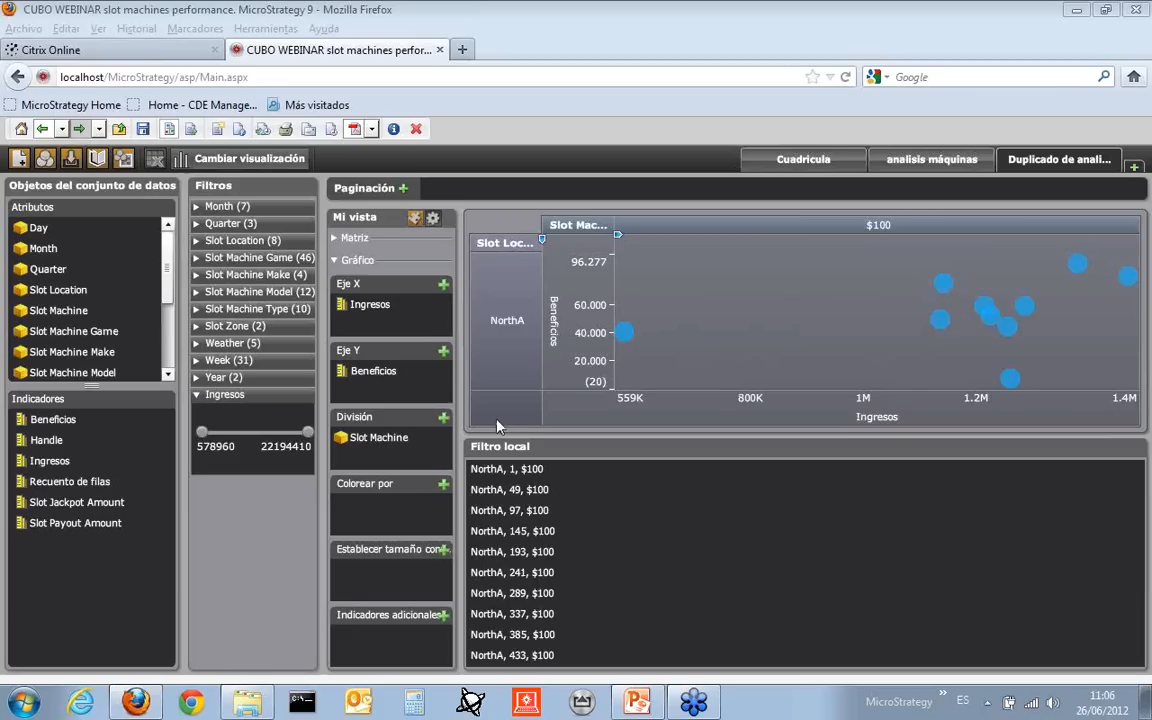 CUBO WEBINAR slot machines performance. MicroStrategy 9 - Mozilla Firefox
Archivo Editar Ver Historial Marcadores Herramientas Ayuda
Citrix Online
CUBO WEBINAR slot machines perfor...
localhost/MicroStrategy/asp/Main.aspx
Google
MicroStrategy Home
Home - CDE Manage...
Más visitados
Cambiar visualización
Cuadricula
analisis máquinas
Duplicado de anali...
Objetos del conjunto de datos
Atributos
Day
Month
Quarter
Slot Location
Slot Machine
Slot Machine Game
Slot Machine Make
Slot Machine Model
Indicadores
Beneficios
Handle
Ingresos
Recuento de filas
Slot Jackpot Amount
Slot Payout Amount
Filtros
Month (7)
Quarter (3)
Slot Location (8)
Slot Machine Game (46)
Slot Machine Make (4)
Slot Machine Model (12)
Slot Machine Type (10)
Slot Zone (2)
Weather (5)
Week (31)
Year (2)
Ingresos
578960 22194410
Paginación
Mi vista
Matriz
Gráfico
Eje X
Ingresos
Eje Y
Beneficios
División
Slot Machine
Colorear por
Establecer tamaño con...
Indicadores adicionales
Slot Mac...
$100
Slot Loc...
NorthA
Beneficios
96.277
60.000
40.000
20.000
(20)
559K 800K 1M 1.2M 1.4M
Ingresos
Filtro local
NorthA, 1, $100
NorthA, 49, $100
NorthA, 97, $100
NorthA, 145, $100
NorthA, 193, $100
NorthA, 241, $100
NorthA, 289, $100
NorthA, 337, $100
NorthA, 385, $100
NorthA, 433, $100
MicroStrategy
»
ES
11:06
26/06/2012